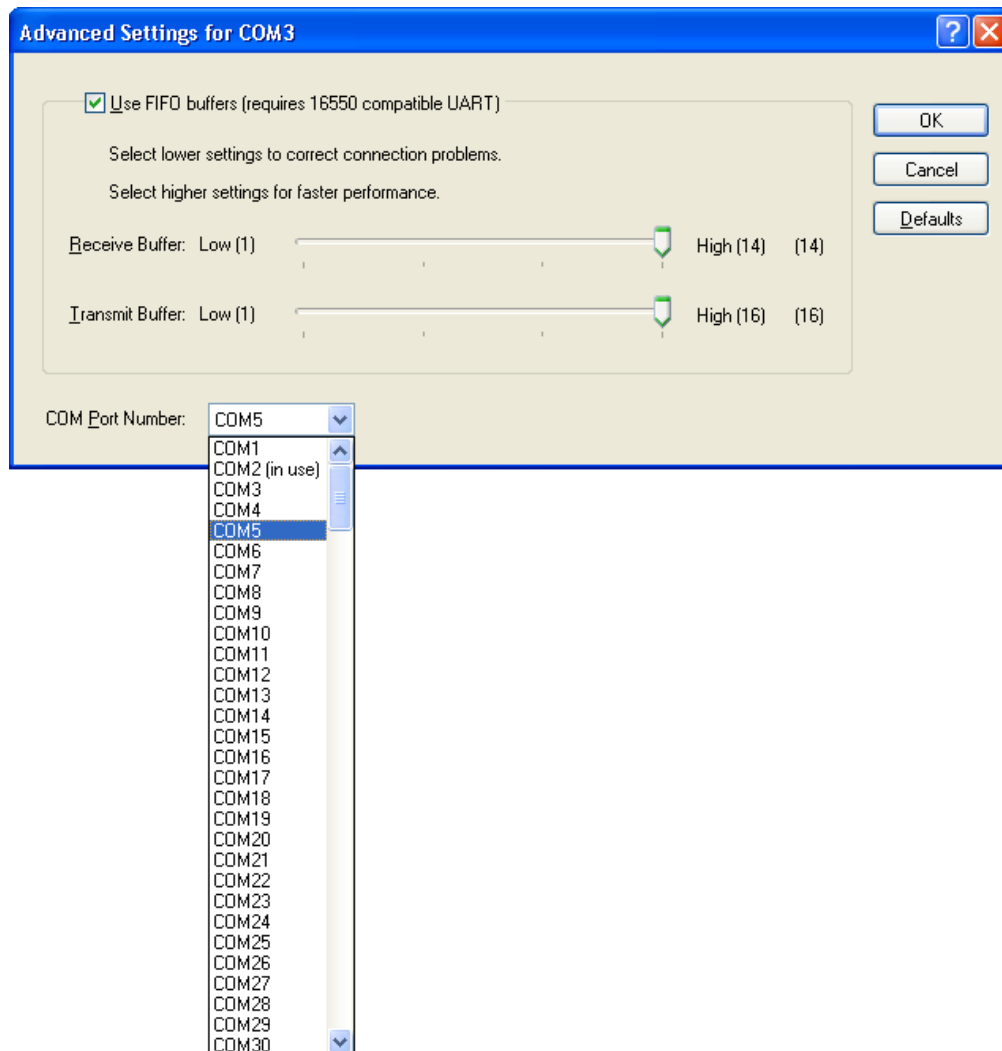 Advanced Settings for COM3
Use FIFO buffers (requires 16550 compatible UART)
OK
Select lower settings to correct connection problems.
Cancel
Select higher settings for faster performance.
Defaults
Receive Buffer: Low (1) High (14) (14)
Transmit Buffer: Low (1) High (16) (16)
COM Port Number: COM5
COM1
COM2 (in use)
COM3
COM4
COM5
COM6
COM7
COM8
COM9
COM10
COM11
COM12
COM13
COM14
COM15
COM16
COM17
COM18
COM19
COM20
COM21
COM22
COM23
COM24
COM25
COM26
COM27
COM28
COM29
COM30